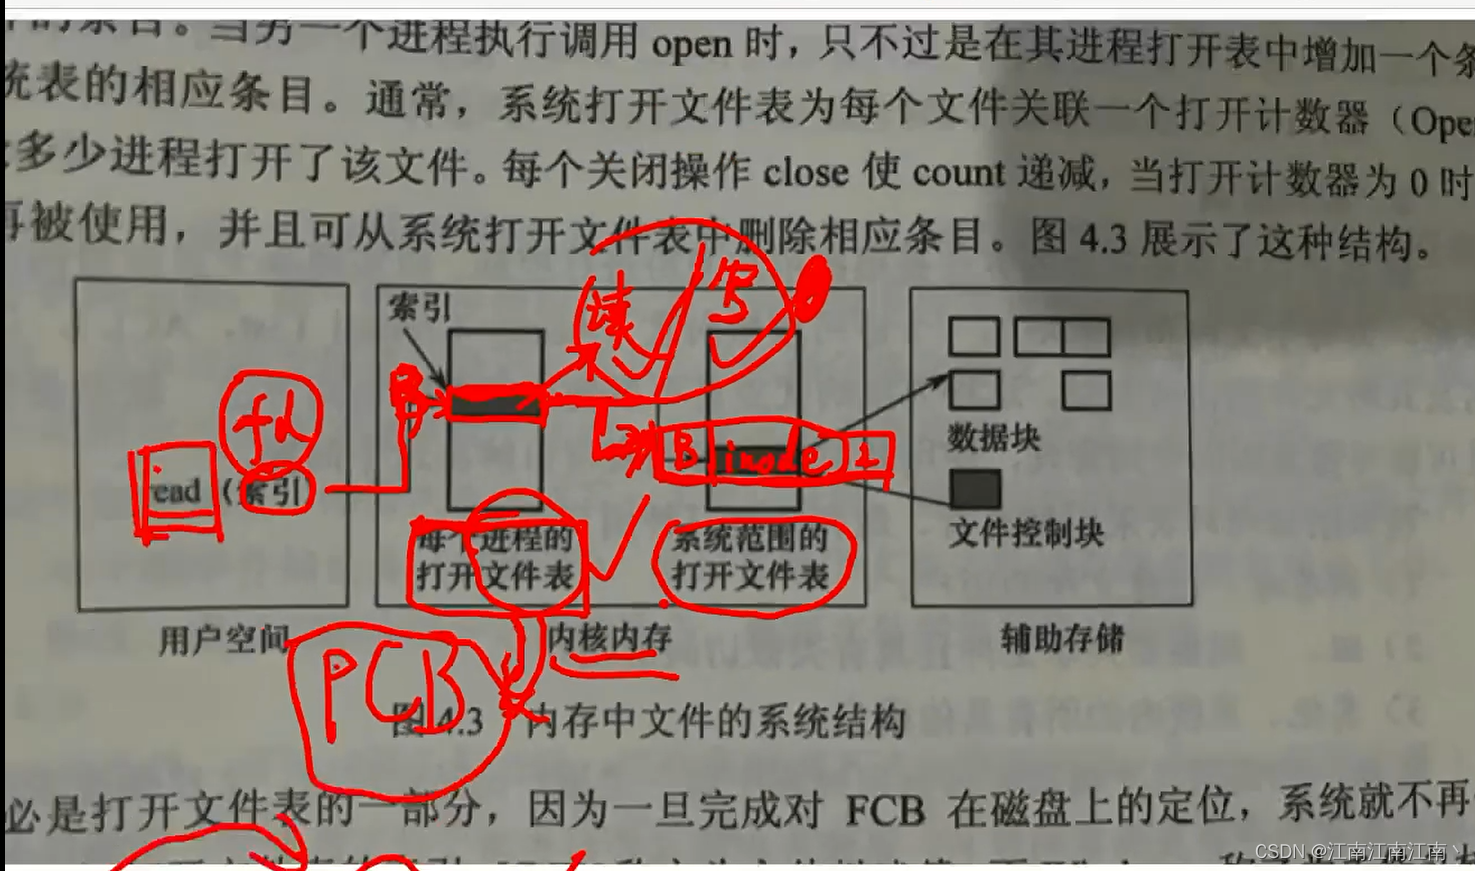 的条目。当另一个进程执行调用 open 时，只不过是在其进程打开表中增加一个条
统表的相应条目。通常，系统打开文件表为每个文件关联一个打开计数器（Ope
多少进程打开了该文件。每个关闭操作 close 使 count 递减，当打开计数器为 0 时
再被使用，并且可从系统打开文件表中删除相应条目。图 4.3 展示了这种结构。
索引
读/写
fd
read（索引）
B inode 2
数据块
文件控制块
每个进程的
打开文件表
系统范围的
打开文件表
用户空间
内核内存
辅助存储
PCB
图 4.3 内存中文件的系统结构
必是打开文件表的一部分，因为一旦完成对 FCB 在磁盘上的定位，系统就不再
CSDN @江南江南江南丶